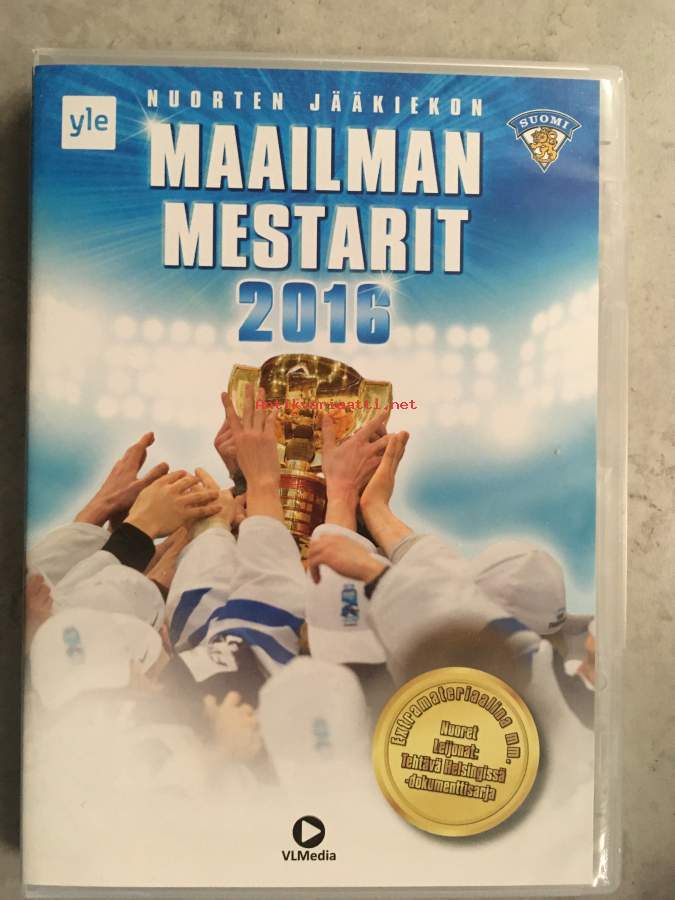 yle
NUORTEN JÄÄKIEKON
SUOMI
MAAILMAN
MESTARIT
2016
Antikvariaatti.net
Extramateriaalina mm.
Nuoret
Leijonat:
Tehtävä Helsingissä
-dokumenttisarja
VLMedia